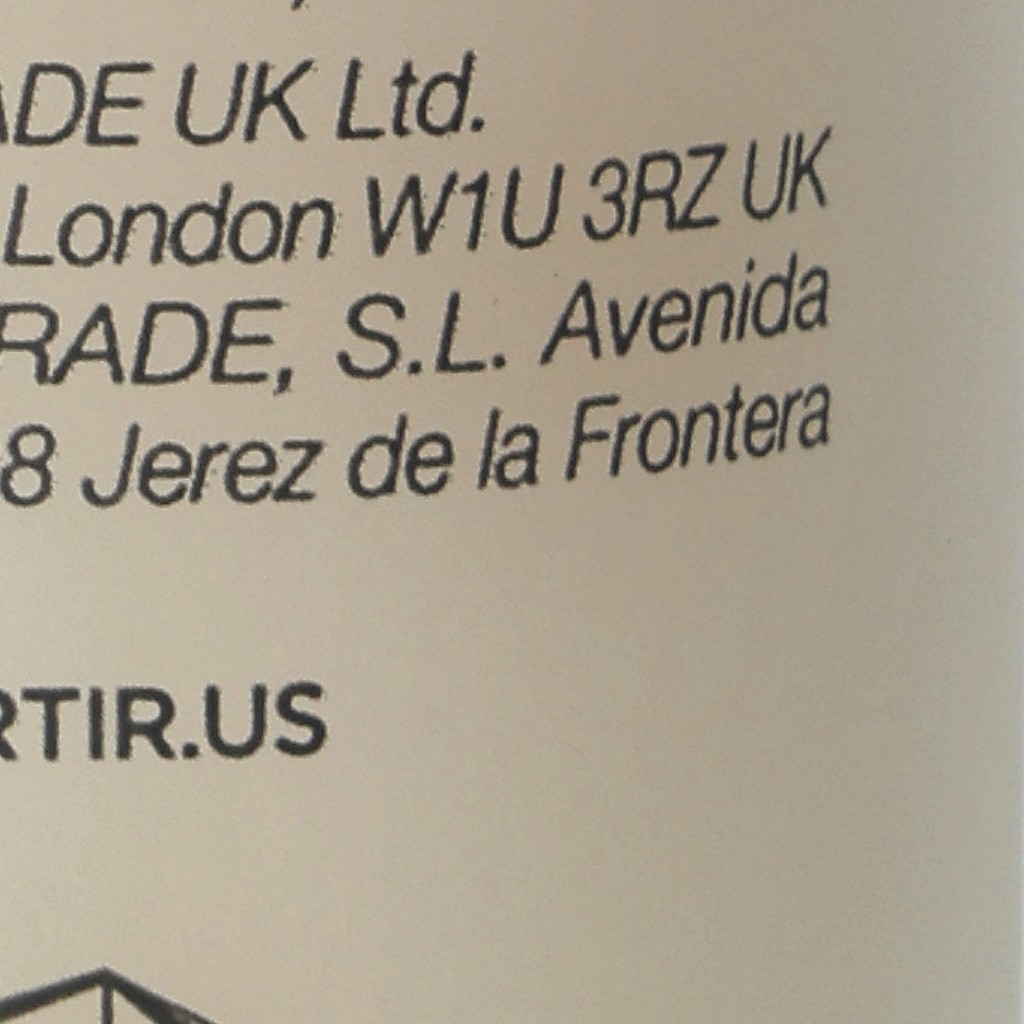 ADE UK Ltd.
London W1U 3RZ UK
RADE, S.L. Avenida
8 Jerez de la Frontera
RTIR.US